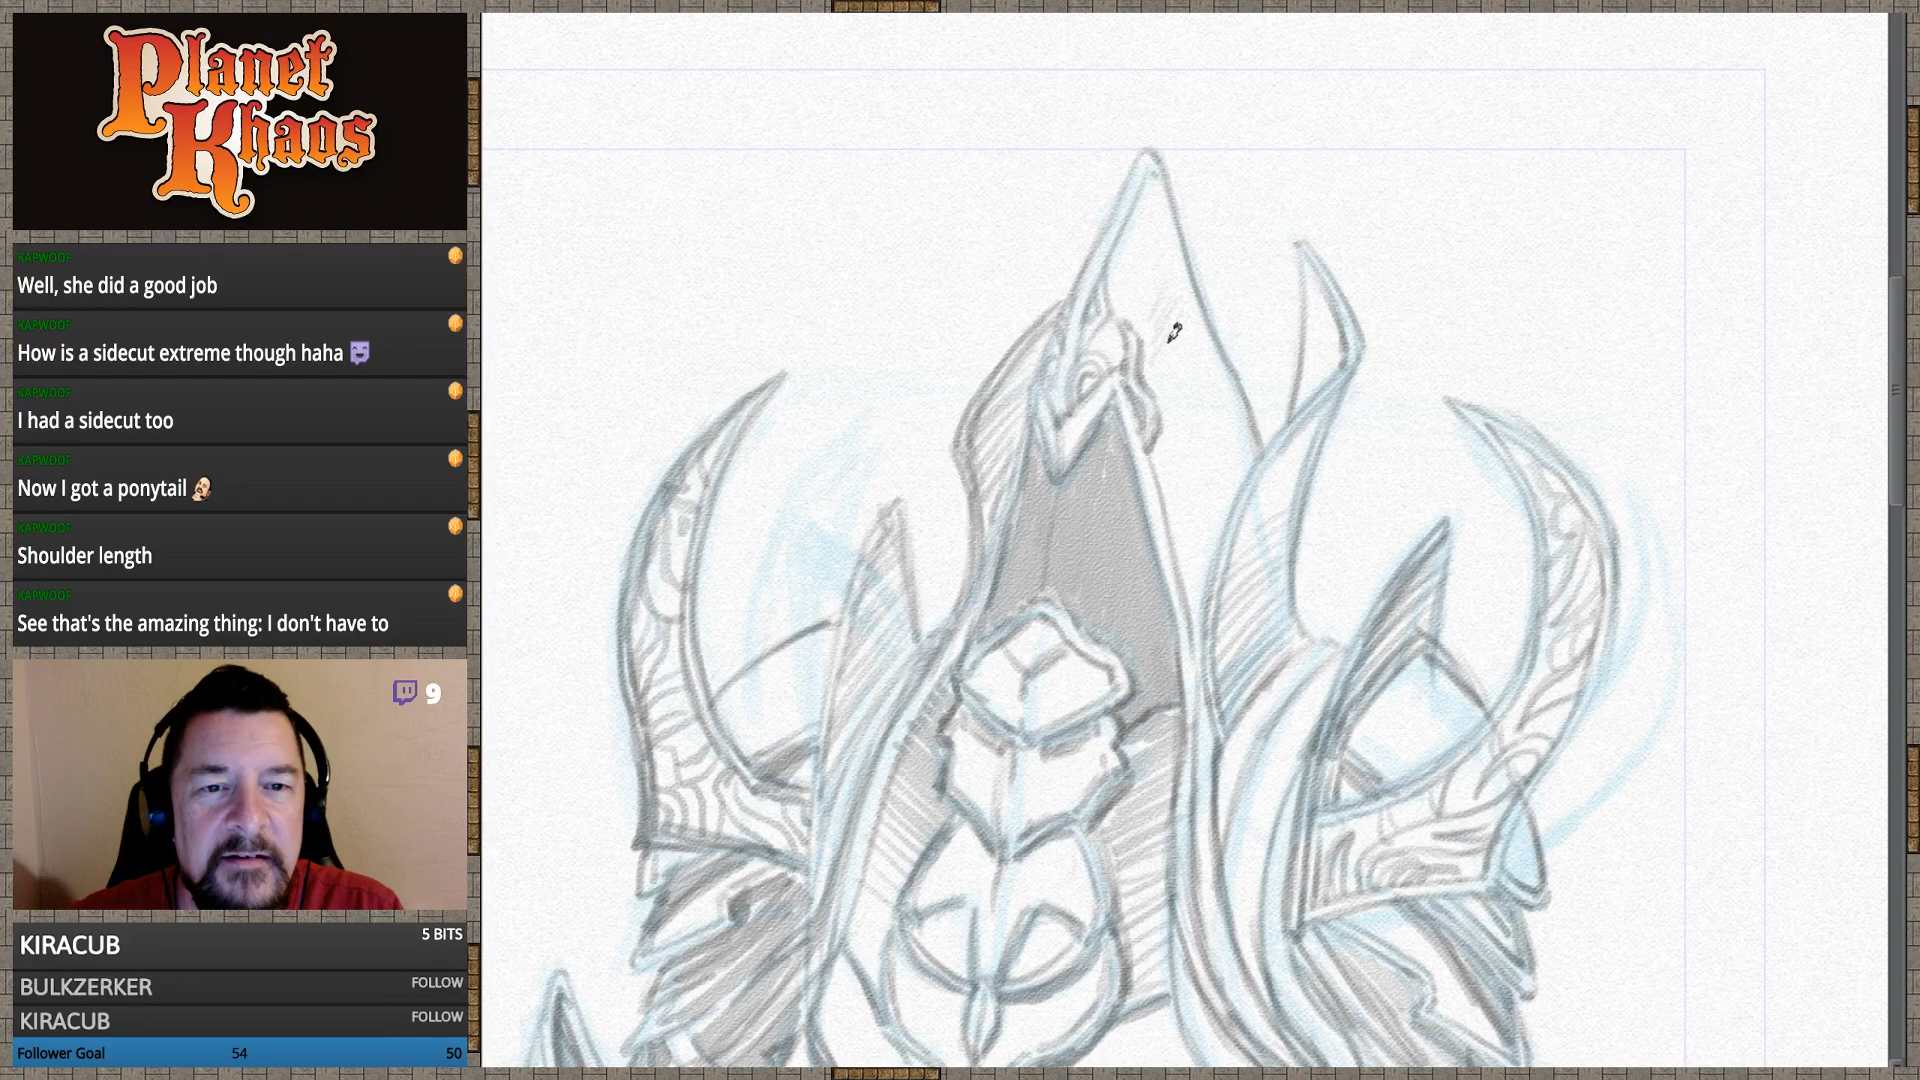 Planet
Khaos
KAPWOOF
Well, she did a good job
KAPWOOF
How is a sidecut extreme though haha
KAPWOOF
I had a sidecut too
KAPWOOF
Now I got a ponytail
KAPWOOF
Shoulder length
KAPWOOF
See that's the amazing thing: I don't have to
9
KIRACUB 5 BITS
BULKZERKER FOLLOW
KIRACUB FOLLOW
Follower Goal 54 50